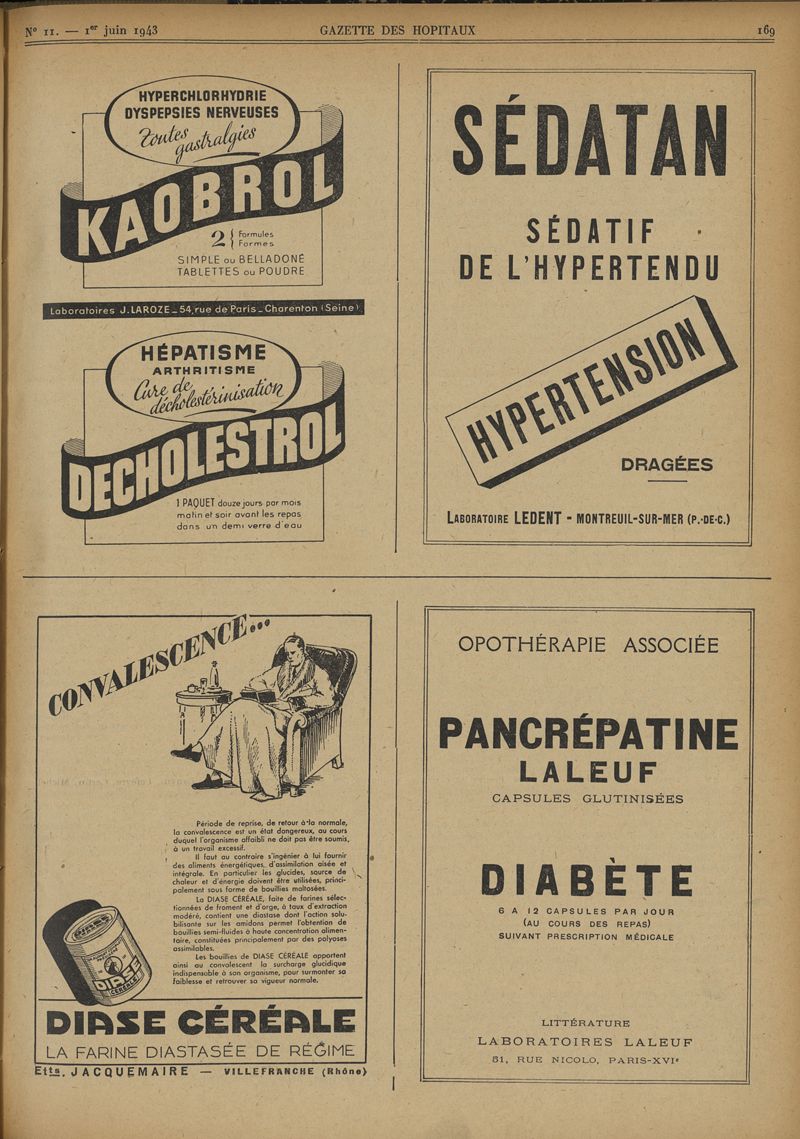 N° 11. — 1er juin 1943
GAZETTE DES HOPITAUX
169
HYPERCHLORHYDRIE
DYSPEPSIES NERVEUSES
Toutes
gastralgies
KAOBROL
2 { Formules
Formes
SIMPLE ou BELLADONÉ
TABLETTES ou POUDRE
Laboratoires J. LAROZE _ 54, rue de Paris _ Charenton (Seine)
HÉPATISME
ARTHRITISME
Cure de
décholestérinisation
DECHOLESTROL
1 PAQUET douze jours par mois
matin et soir avant les repas
dans un demi verre d'eau
SÉDATAN
SÉDATIF
DE L'HYPERTENDU
HYPERTENSION
DRAGÉES
LABORATOIRE LEDENT - MONTREUIL-SUR-MER (P.-DE-C.)
CONVALESCENCE...
Période de reprise, de retour à la normale,
la convalescence est un état dangereux, au cours
duquel l'organisme affaibli ne doit pas être soumis,
à un travail excessif.
Il faut au contraire s'ingénier à lui fournir
des aliments énergétiques, d'assimilation aisée et
intégrale. En particulier les glucides, source de
chaleur et d'énergie doivent être utilisées, princi-
palement sous forme de bouillies maltosées.
La DIASE CÉRÉALE, faite de farines sélec-
tionnées de froment et d'orge, à taux d'extraction
modéré, contient une diastase dont l'action solu-
bilisante sur les amidons permet l'obtention de
bouillies semi-fluides à haute concentration alimen-
taire, constituées principalement par des polyoses
assimilables.
Les bouillies de DIASE CÉRÉALE apportent
ainsi au convalescent la surcharge glucidique
indispensable à son organisme, pour surmonter sa
faiblesse et retrouver sa vigueur normale.
DIASE
CÉRÉALE
DIASE CÉRÉALE
LA FARINE DIASTASÉE DE RÉGIME
Etts. JACQUEMAIRE — VILLEFRANCHE (Rhône)
OPOTHÉRAPIE ASSOCIÉE
PANCRÉPATINE
LALEUF
CAPSULES GLUTINISÉES
DIABÈTE
6 A 12 CAPSULES PAR JOUR
(AU COURS DES REPAS)
SUIVANT PRESCRIPTION MÉDICALE
LITTÉRATURE
LABORATOIRES LALEUF
51, RUE NICOLO, PARIS-XVIe